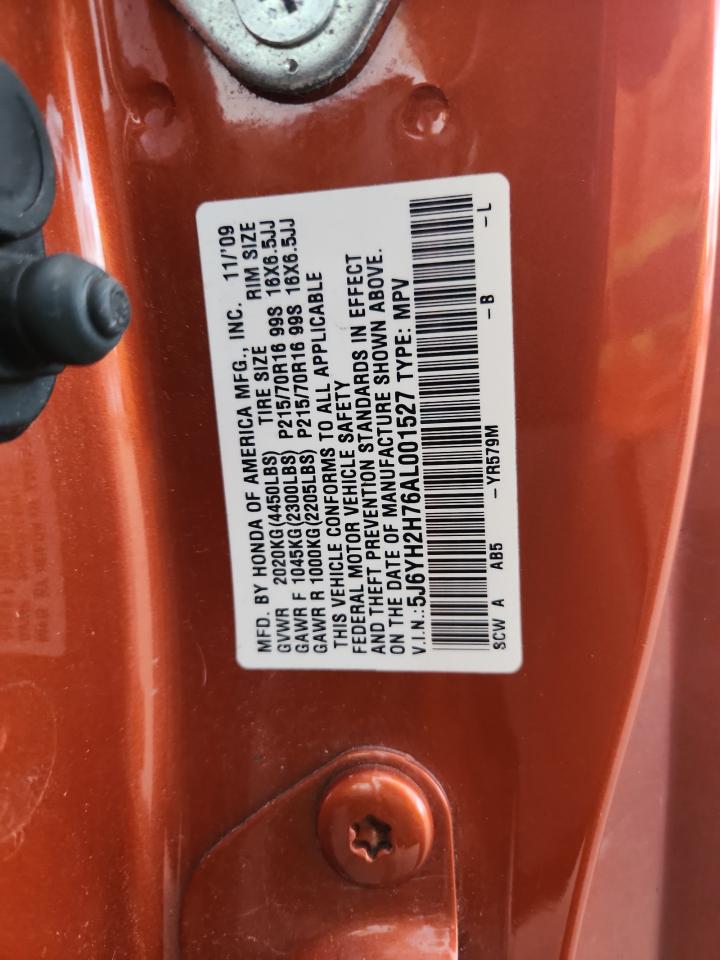 MFD. BY HONDA OF AMERICA MFG., INC. 11/'09
GVWR 2020KG(4450LBS) TIRE SIZE RIM SIZE
GAWR F 1045KG(2300LBS) P215/70R16 99S 16X6.5JJ
GAWR R 1000KG(2205LBS) P215/70R16 99S 16X6.5JJ
THIS VEHICLE CONFORMS TO ALL APPLICABLE
FEDERAL MOTOR VEHICLE SAFETY
AND THEFT PREVENTION STANDARDS IN EFFECT
ON THE DATE OF MANUFACTURE SHOWN ABOVE.
V.I.N.:5J6YH2H76AL001527 TYPE: MPV
SCW A AB5 -YR579M -B -L